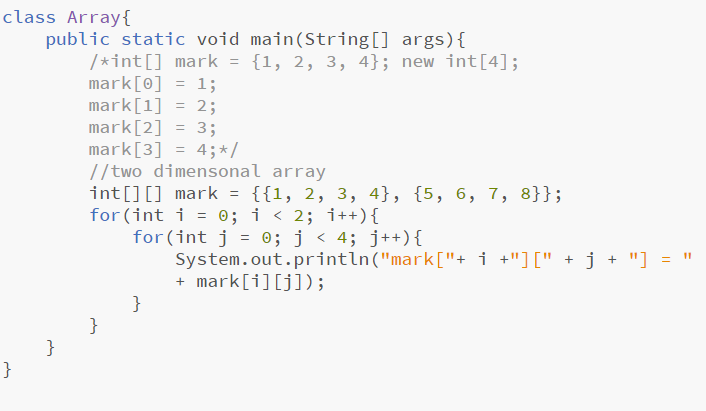 class Array{
    public static void main(String[] args){
        /*int[] mark = {1, 2, 3, 4}; new int[4];
        mark[0] = 1;
        mark[1] = 2;
        mark[2] = 3;
        mark[3] = 4;*/
        //two dimensonal array
        int[][] mark = {{1, 2, 3, 4}, {5, 6, 7, 8}};
        for(int i = 0; i < 2; i++){
            for(int j = 0; j < 4; j++){
                System.out.println("mark["+ i +"][" + j + "] = "
                + mark[i][j]);
            }
        }
    }
}